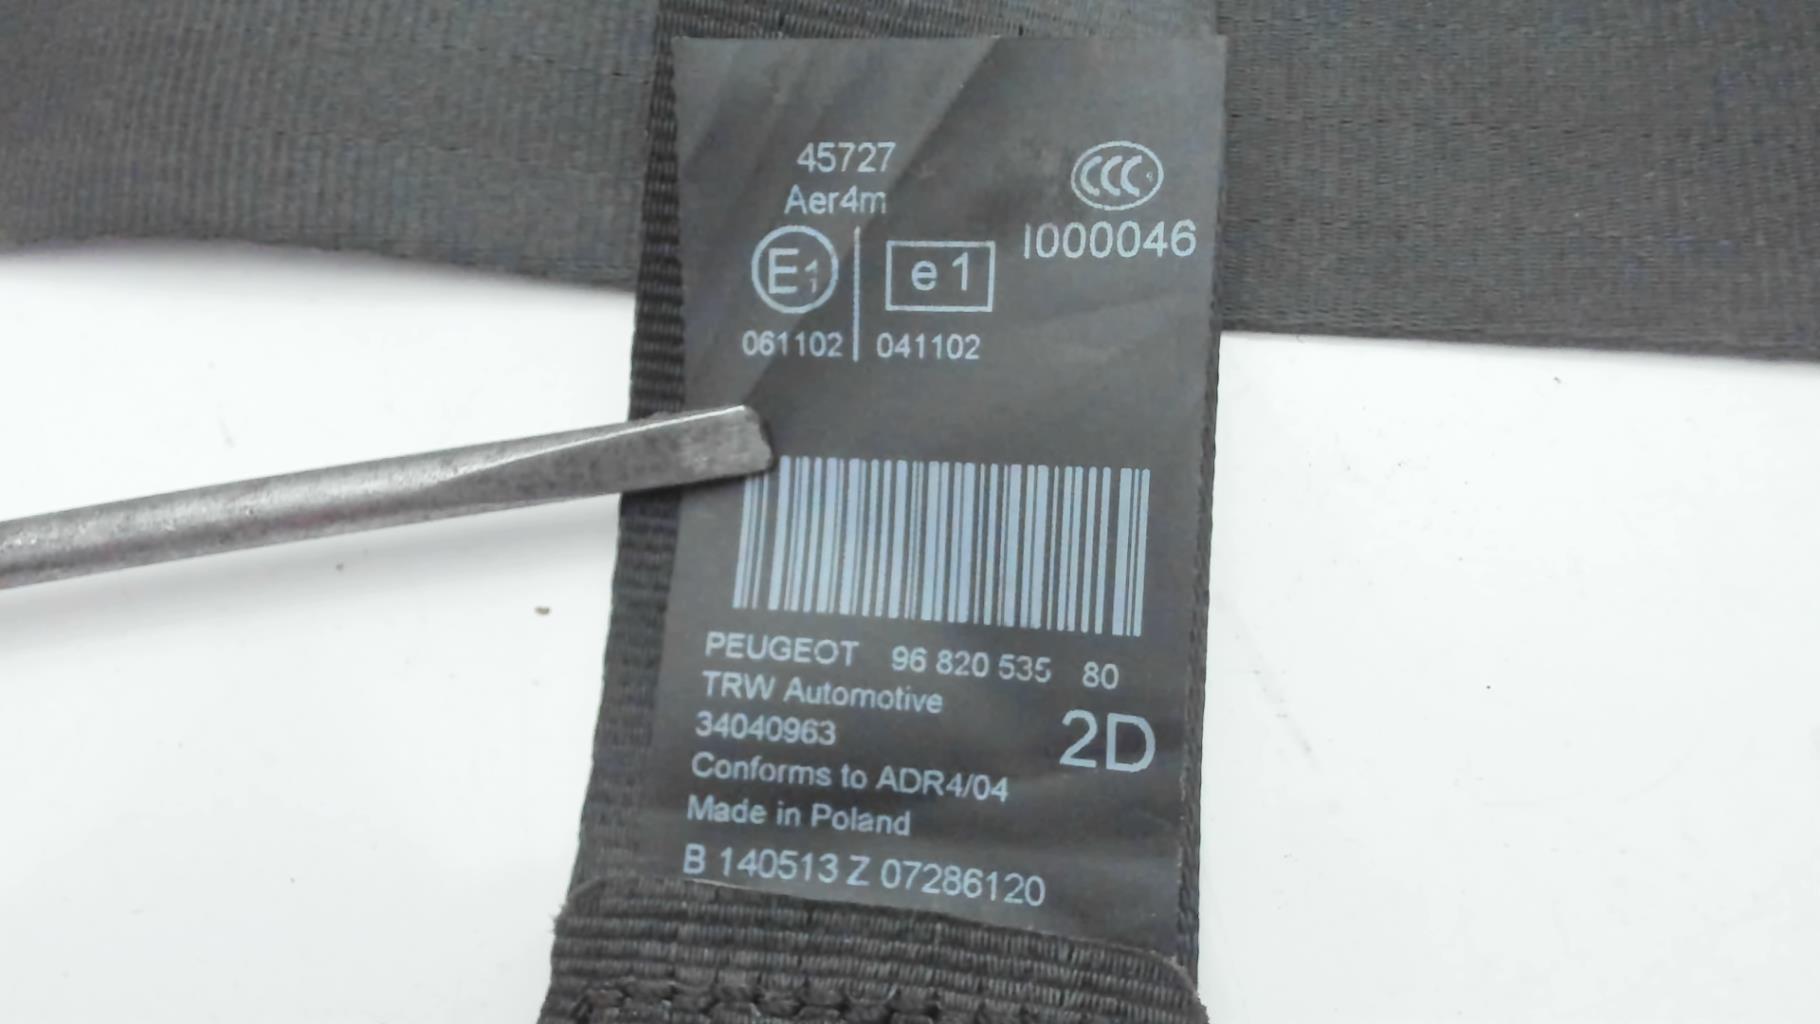 45727
Aer4m
CCC
I000046
E1
e 1
061102
041102
PEUGEOT 96 820 535 80
TRW Automotive
34040963
2D
Conforms to ADR4/04
Made in Poland
B 140513 Z 07286120